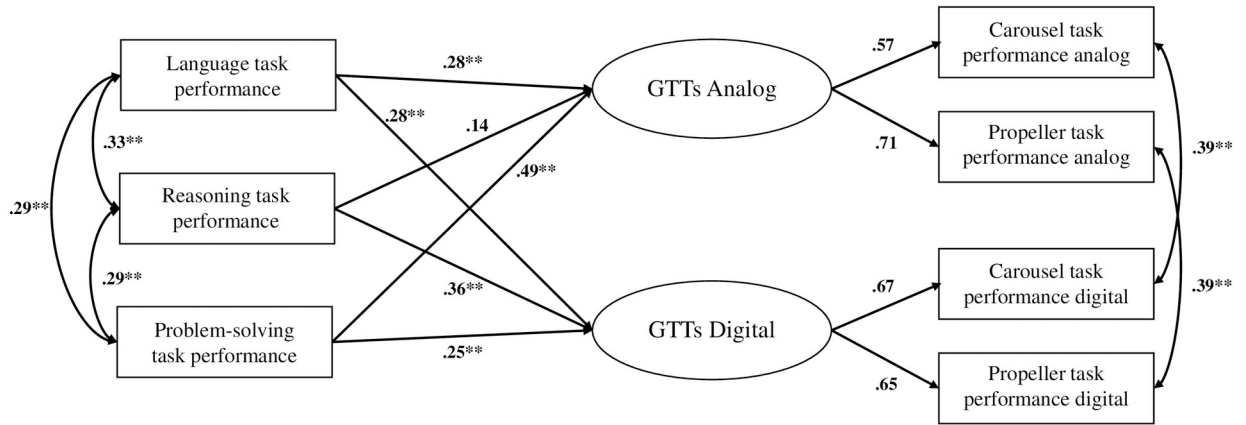 Language task
performance
Reasoning task
performance
Problem-solving
task performance
.33**
.29**
.29**
.28**
.28**
.14
.49**
.36**
.25**
GTTs Analog
GTTs Digital
.57
.71
.67
.65
Carousel task
performance analog
Propeller task
performance analog
Carousel task
performance digital
Propeller task
performance digital
.39**
.39**